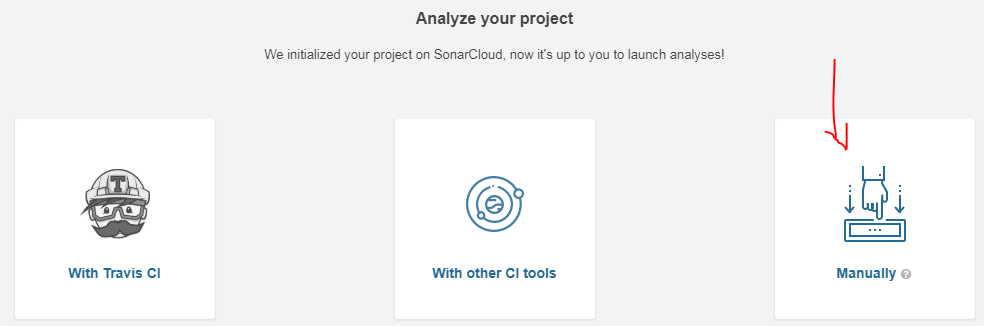 Analyze your project
We initialized your project on SonarCloud, now it's up to you to launch analyses!
T
With Travis CI
With other CI tools
Manually ?